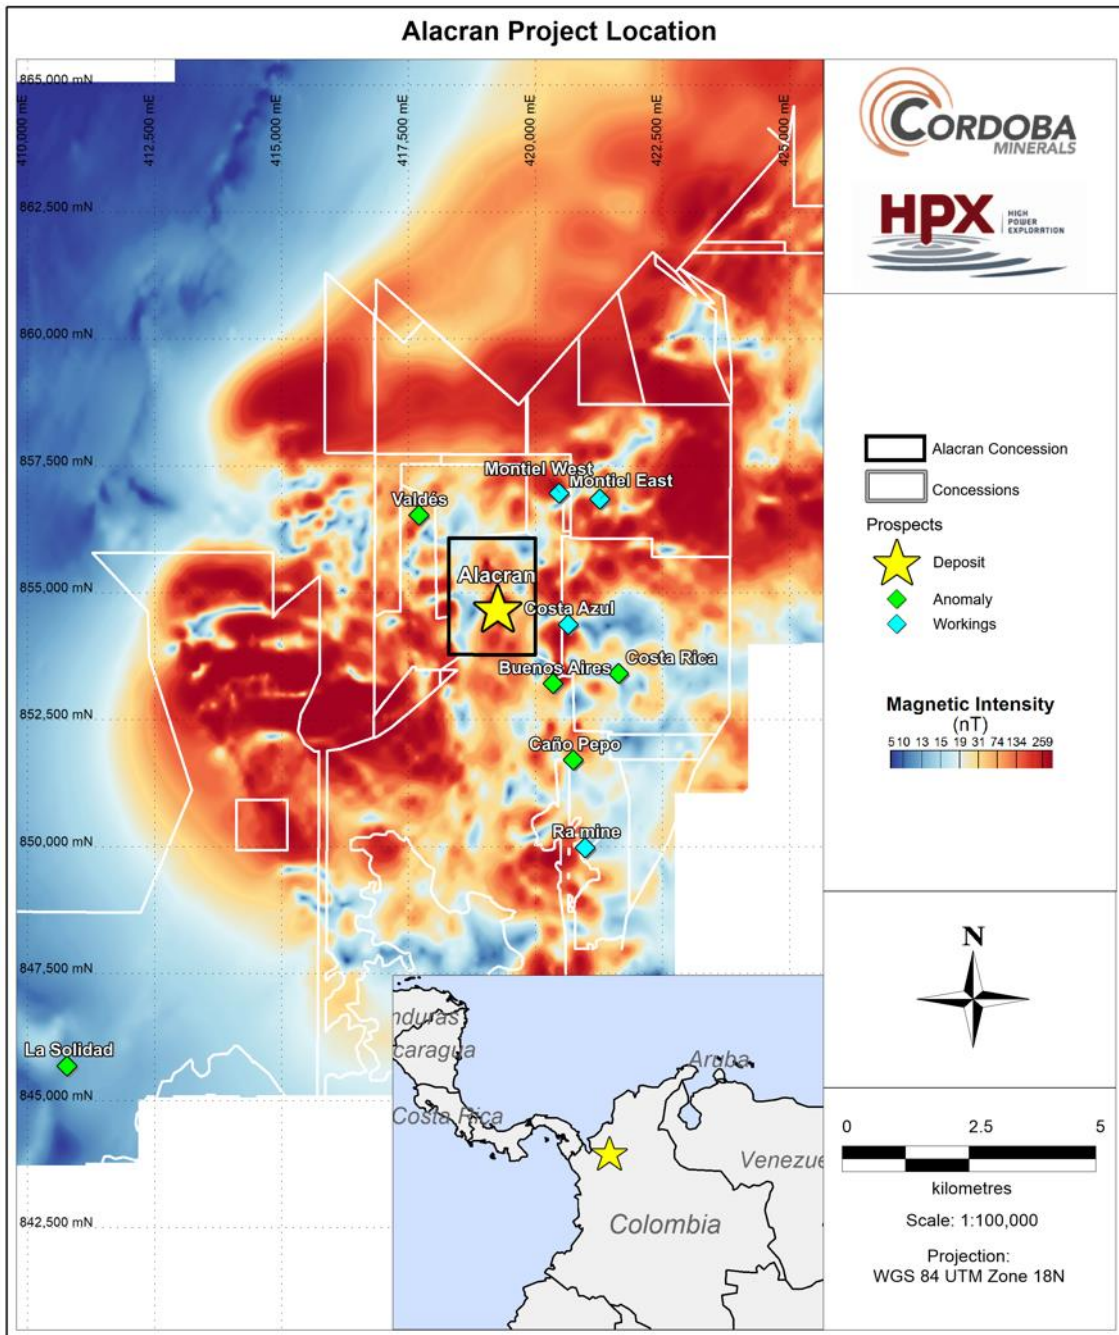 Alacran Project Location
865,000 mN
862,500 mN
860,000 mN
857,500 mN
855,000 mN
852,500 mN
850,000 mN
847,500 mN
845,000 mN
842,500 mN
410,000 mE
412,500 mE
415,000 mE
417,500 mE
420,000 mE
422,500 mE
425,000 mE
Montiel West
Montiel East
Valdés
Alacran
Costa Azul
Buenos Aires
Costa Rica
Caño Pepo
Ra mine
La Solidad
nduras
caragua
Costa Rica
Aruba
Venezue
Colombia
CORDOBA
MINERALS
HPX
HIGH
POWER
EXPLORATION
Alacran Concession
Concessions
Prospects
Deposit
Anomaly
Workings
Magnetic Intensity
(nT)
5 10 13 15 19 31 74 134 259
N
0 2.5 5
kilometres
Scale: 1:100,000
Projection:
WGS 84 UTM Zone 18N